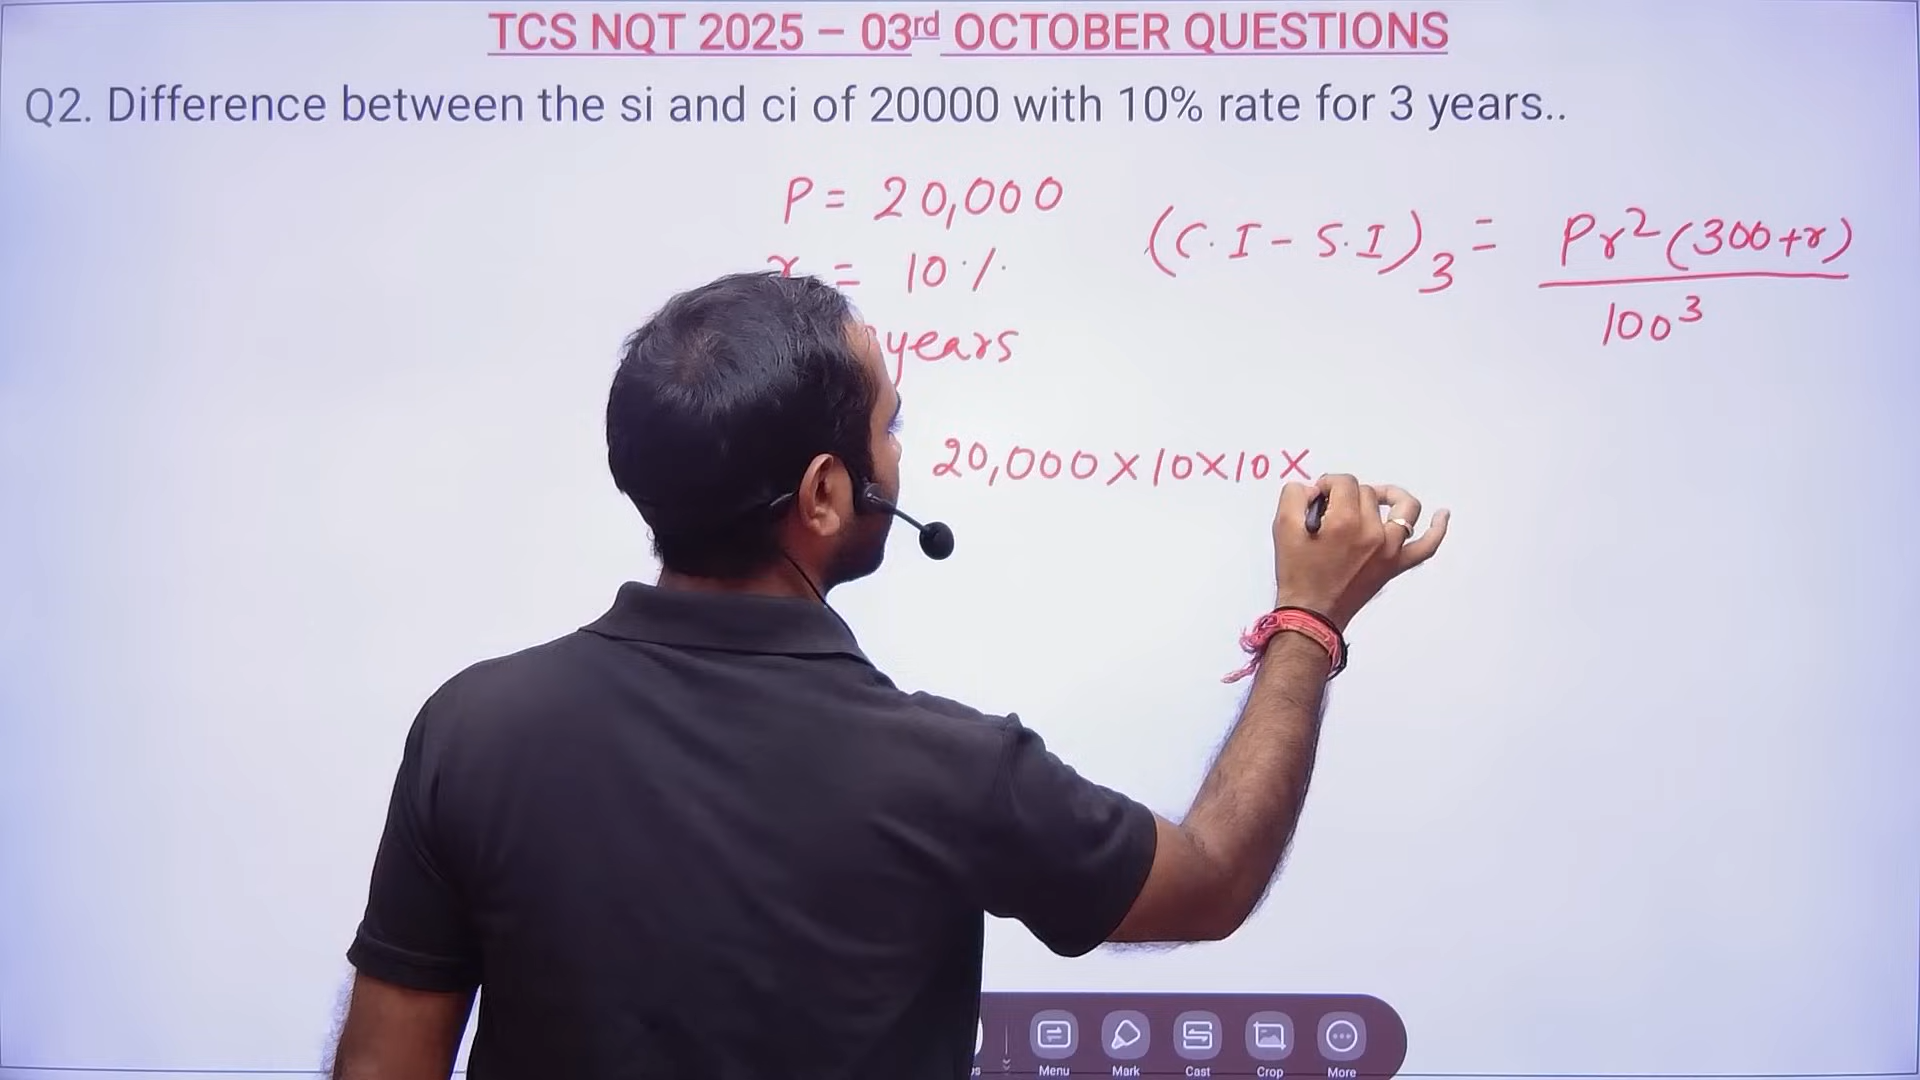 TCS NQT 2025 – 03rd OCTOBER QUESTIONS
Q2. Difference between the si and ci of 20000 with 10% rate for 3 years..
P = 20,000
r = 10%
years
(C.I - S.I)3 = Pr²(300+r)
100³
20,000×10×10×
Menu Mark Cast Crop More